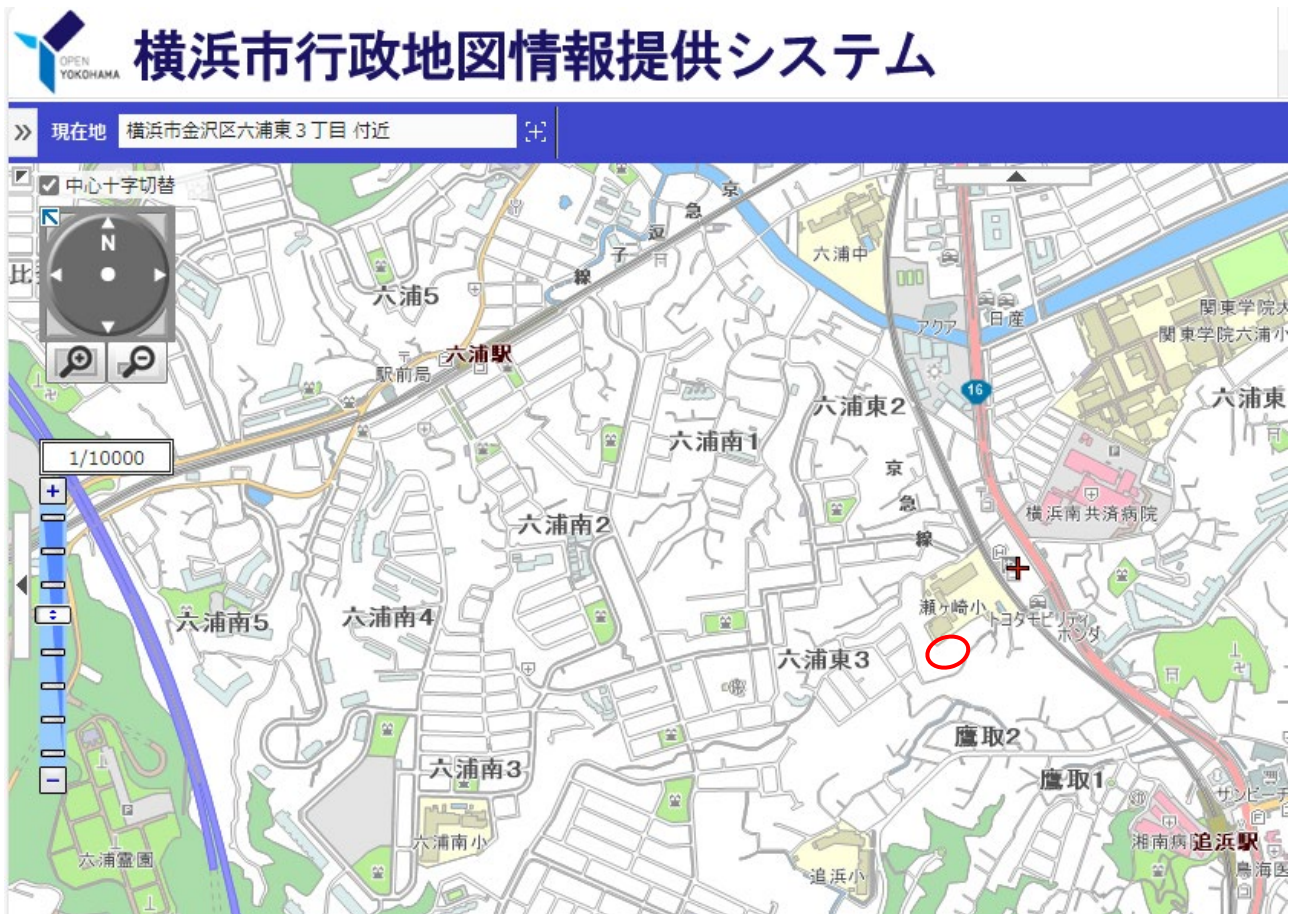 OPEN
YOKOHAMA
横浜市行政地図情報提供システム
現在地
横浜市金沢区六浦東3丁目 付近
中心十字切替
N
1/10000
六浦5
京
急
逗
子
線
六浦中
アクア
日産
関東学院大
関東学院六浦小
六浦駅
駅前局
16
六浦東2
六浦東
六浦南1
京
急
線
横浜南共済病院
六浦南2
瀬ヶ崎小
トヨタモビリティ
ホンダ
六浦南5
六浦南4
六浦東3
鷹取2
鷹取1
六浦南3
サンビーチ
六浦南小
湘南病
追浜駅
六浦霊園
追浜小
鳥海医